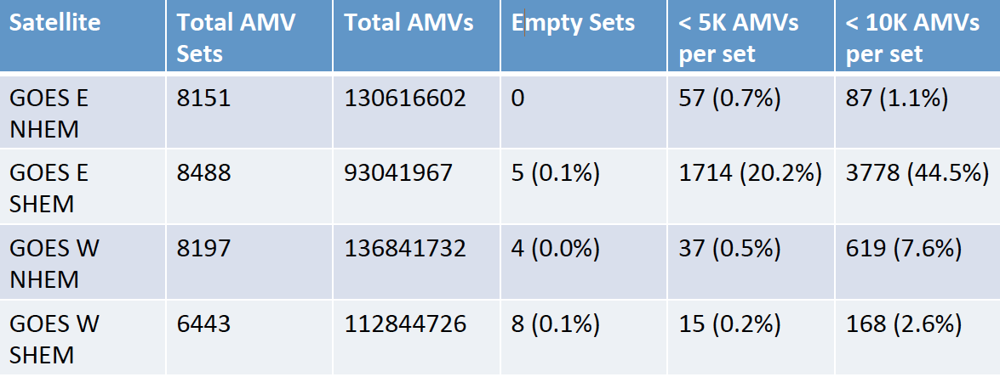 Satellite
Total AMV
Sets
Total AMVs
Empty Sets
< 5K AMVs
per set
< 10K AMVs
per set
GOES E
NHEM
8151
130616602
0
57 (0.7%)
87 (1.1%)
GOES E
SHEM
8488
93041967
5 (0.1%)
1714 (20.2%)
3778 (44.5%)
GOES W
NHEM
8197
136841732
4 (0.0%)
37 (0.5%)
619 (7.6%)
GOES W
SHEM
6443
112844726
8 (0.1%)
15 (0.2%)
168 (2.6%)